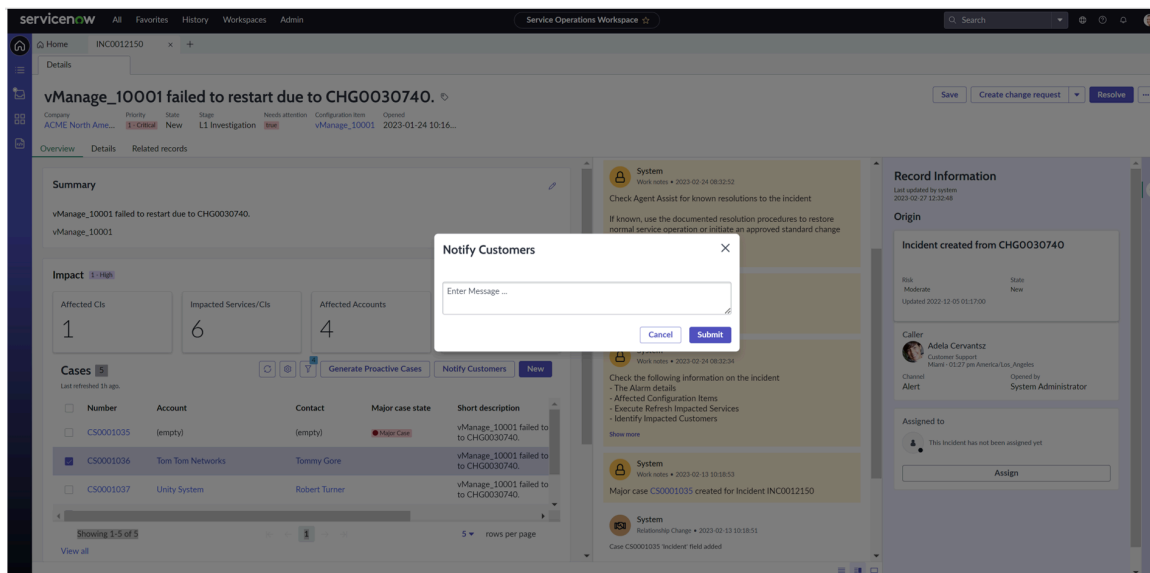 servicenow All Favorites History Workspaces Admin Service Operations Workspace ☆ Search
Home INC0012150 × +
Details
vManage_10001 failed to restart due to CHG0030740.
Save Create change request Resolve
Company Priority State Stage Needs attention Configuration item Opened
ACME North Ame... 1 - Critical New L1 Investigation true vManage_10001 2023-01-24 10:16...
Overview Details Related records
Summary
vManage_10001 failed to restart due to CHG0030740.
vManage_10001
Impact 1 - High
Affected CIs Impacted Services/CIs Affected Accounts
1 6 4
Cases 5
Last refreshed 1h ago.
4
Generate Proactive Cases Notify Customers New
Number Account Contact Major case state Short description
CS0001035 (empty) (empty) Major Case vManage_10001 failed to
to CHG0030740.
CS0001036 Tom Tom Networks Tommy Gore vManage_10001 failed to
to CHG0030740.
CS0001037 Unity System Robert Turner vManage_10001 failed to
to CHG0030740.
Showing 1-5 of 5 1 5 rows per page
View all
Notify Customers
Enter Message ...
Cancel Submit
System
Work notes • 2023-02-24 08:32:52
Check Agent Assist for known resolutions to the incident
If known, use the documented resolution procedures to restore
normal service operation or initiate an approved standard change
Work notes • 2023-02-24 08:32:34
Check the following information on the incident
- The Alarm details
- Affected Configuration Items
- Execute Refresh Impacted Services
- Identify Impacted Customers
Show more
System
Work notes • 2023-02-13 10:18:53
Major case CS0001035 created for Incident INC0012150
System
Relationship Change • 2023-02-13 10:18:51
Case CS0001035 'Incident' field added
Record Information
Last updated by system
2023-02-27 12:32:48
Origin
Incident created from CHG0030740
Risk State
Moderate New
Updated 2022-12-05 01:17:00
Caller
Adela Cervantsz
Customer Support
Miami • 01:27 pm America/Los_Angeles
Channel Opened by
Alert System Administrator
Assigned to
This Incident has not been assigned yet
Assign